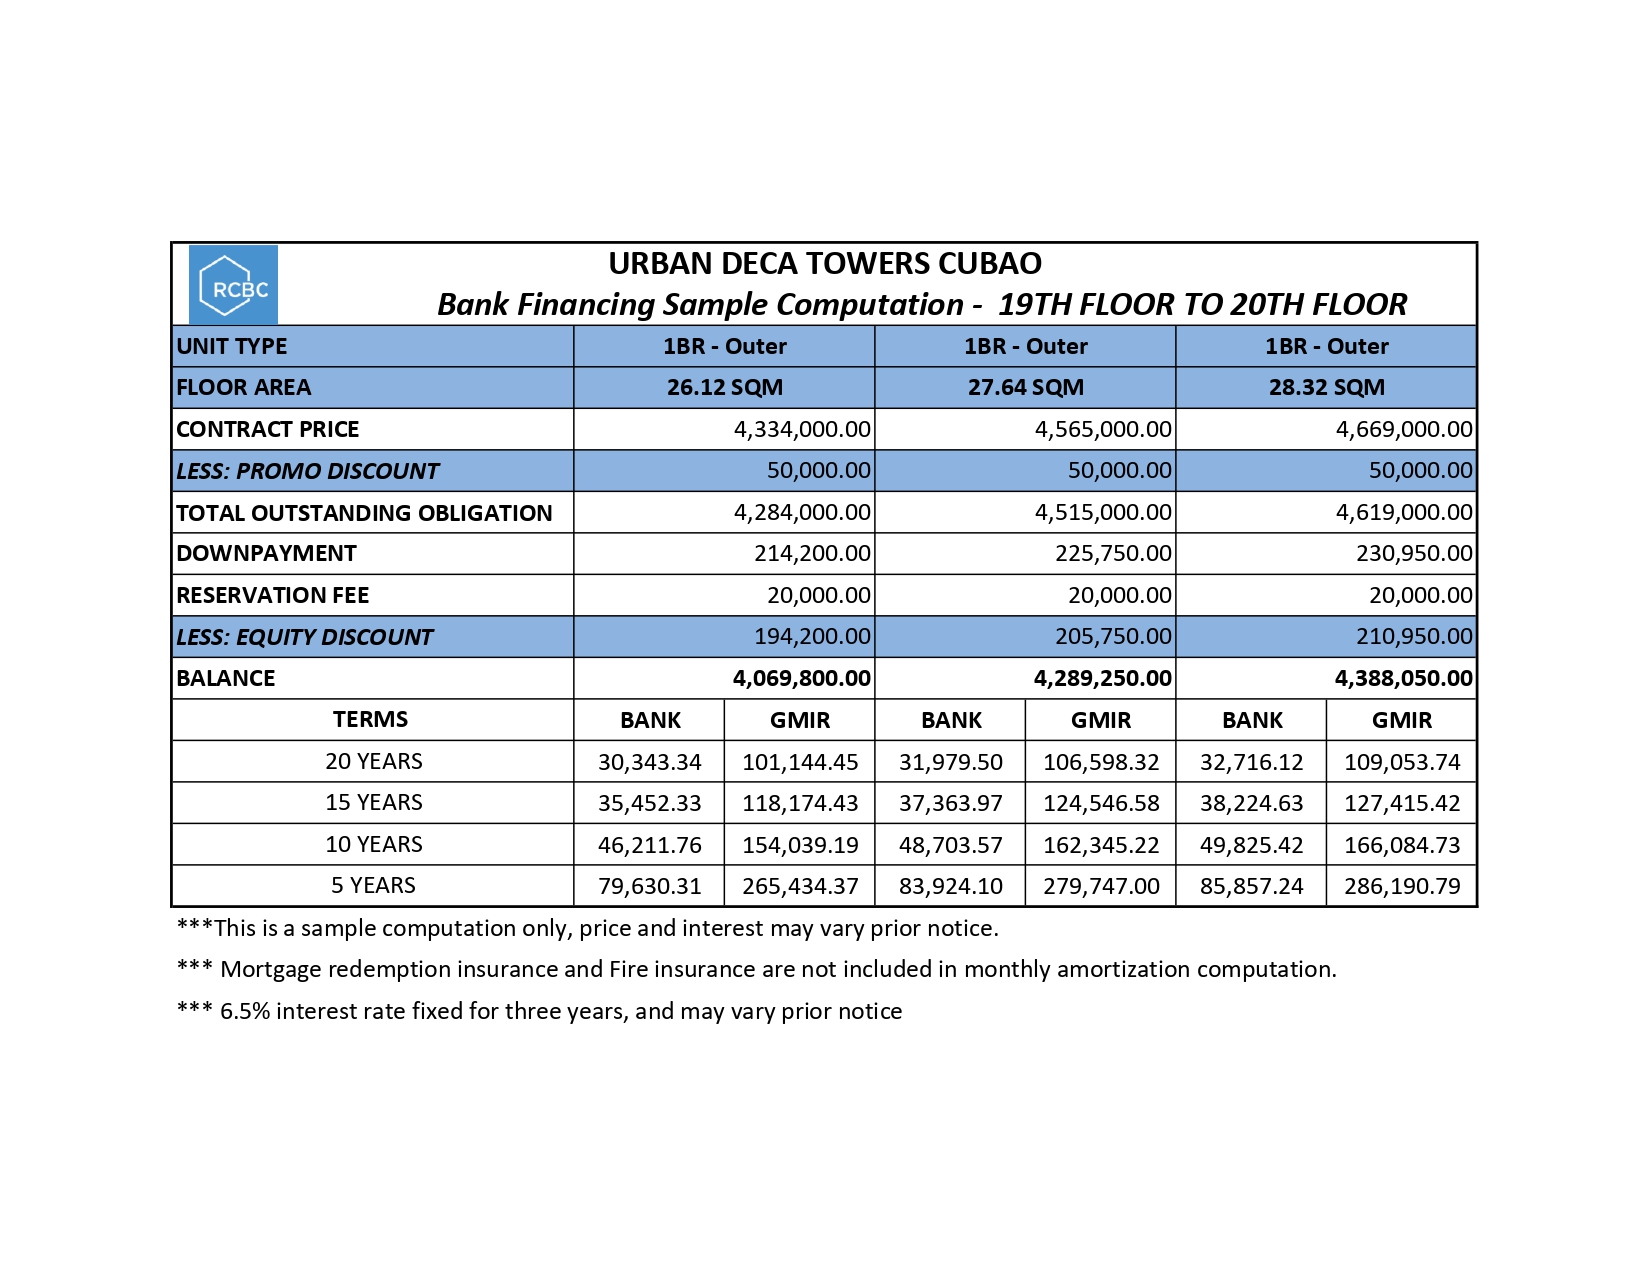 RCBC
URBAN DECA TOWERS CUBAO
Bank Financing Sample Computation - 19TH FLOOR TO 20TH FLOOR
UNIT TYPE 1BR - Outer 1BR - Outer 1BR - Outer
FLOOR AREA 26.12 SQM 27.64 SQM 28.32 SQM
CONTRACT PRICE 4,334,000.00 4,565,000.00 4,669,000.00
LESS: PROMO DISCOUNT 50,000.00 50,000.00 50,000.00
TOTAL OUTSTANDING OBLIGATION 4,284,000.00 4,515,000.00 4,619,000.00
DOWNPAYMENT 214,200.00 225,750.00 230,950.00
RESERVATION FEE 20,000.00 20,000.00 20,000.00
LESS: EQUITY DISCOUNT 194,200.00 205,750.00 210,950.00
BALANCE 4,069,800.00 4,289,250.00 4,388,050.00
TERMS BANK GMIR BANK GMIR BANK GMIR
20 YEARS 30,343.34 101,144.45 31,979.50 106,598.32 32,716.12 109,053.74
15 YEARS 35,452.33 118,174.43 37,363.97 124,546.58 38,224.63 127,415.42
10 YEARS 46,211.76 154,039.19 48,703.57 162,345.22 49,825.42 166,084.73
5 YEARS 79,630.31 265,434.37 83,924.10 279,747.00 85,857.24 286,190.79
***This is a sample computation only, price and interest may vary prior notice.
*** Mortgage redemption insurance and Fire insurance are not included in monthly amortization computation.
*** 6.5% interest rate fixed for three years, and may vary prior notice